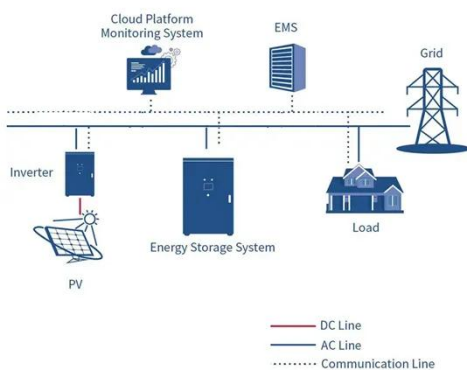 Cloud Platform
Monitoring System
EMS
Grid
Inverter
Energy Storage System
Load
PV
DC Line
AC Line
Communication Line